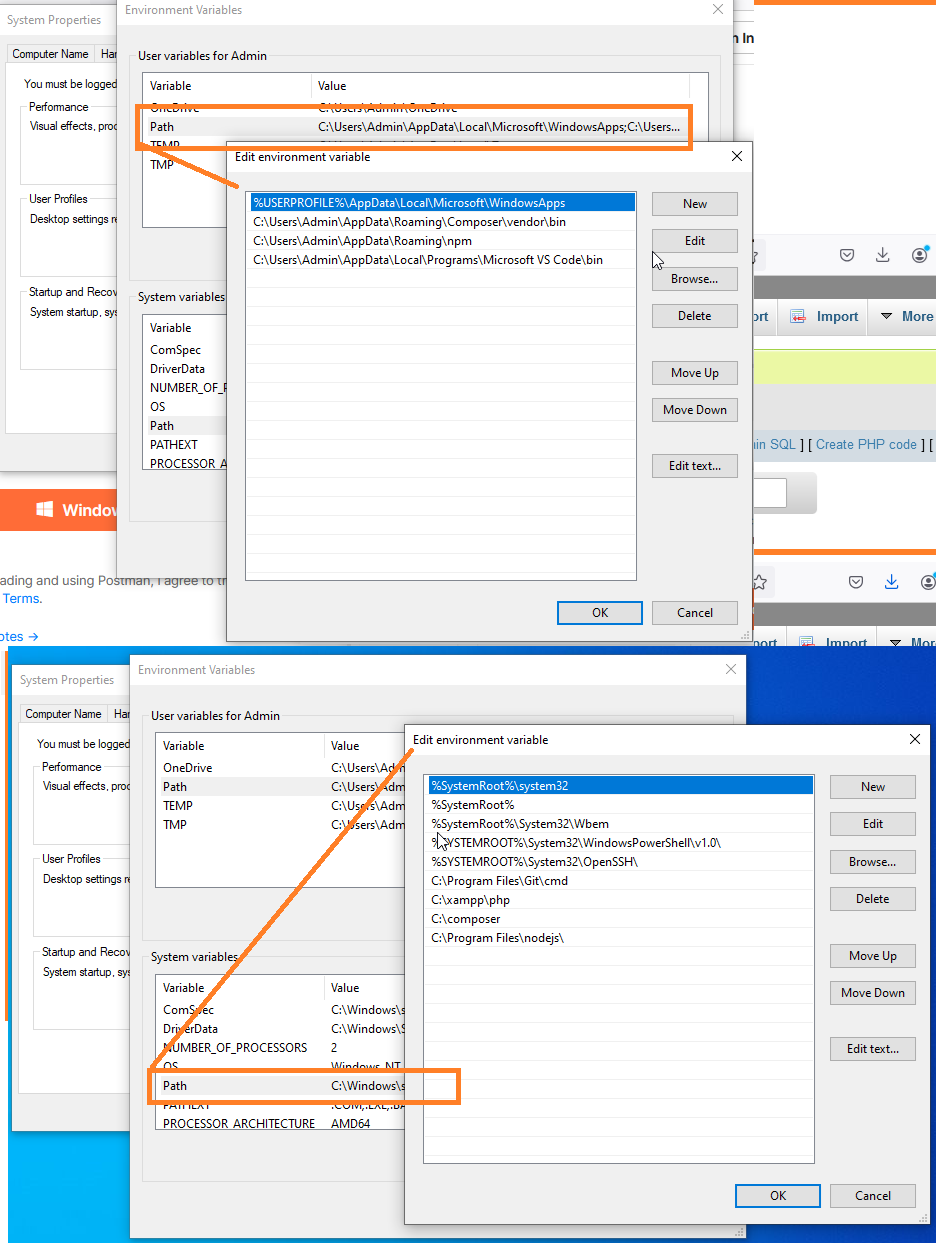 System Properties
Environment Variables
Computer Name
Har
You must be logged
Performance
Visual effects, proc
User Profiles
Desktop settings re
Startup and Recov
System startup, sys
User variables for Admin
Variable Value
OneDrive C:\Users\Admin\OneDrive
Path C:\Users\Admin\AppData\Local\Microsoft\WindowsApps;C:\Users...
TEMP
TMP
System variables
Variable
ComSpec
DriverData
NUMBER_OF_P
OS
Path
PATHEXT
PROCESSOR_A
Edit environment variable
%USERPROFILE%\AppData\Local\Microsoft\WindowsApps
C:\Users\Admin\AppData\Roaming\Composer\vendor\bin
C:\Users\Admin\AppData\Roaming\npm
C:\Users\Admin\AppData\Local\Programs\Microsoft VS Code\bin
New
Edit
Browse...
Delete
Move Up
Move Down
Edit text...
OK
Cancel
n In
ort
Import
More
in SQL ] [ Create PHP code ] [
Window
ading and using Postman, I agree to th
Terms.
otes →
port
Import
Mor
System Properties
Environment Variables
Computer Name
Har
You must be logged
Performance
Visual effects, proc
User Profiles
Desktop settings re
Startup and Recov
System startup, sys
User variables for Admin
Variable Value
OneDrive C:\Users\Adm
Path C:\Users\Adm
TEMP C:\Users\Adm
TMP C:\Users\Adm
System variables
Variable Value
ComSpec C:\Windows\s
DriverData C:\Windows\S
NUMBER_OF_PROCESSORS 2
OS Windows_NT
Path C:\Windows\s
PATHEXT .COM;.EXE;.BA
PROCESSOR_ARCHITECTURE AMD64
Edit environment variable
%SystemRoot%\system32
%SystemRoot%
%SystemRoot%\System32\Wbem
%SYSTEMROOT%\System32\WindowsPowerShell\v1.0\
%SYSTEMROOT%\System32\OpenSSH\
C:\Program Files\Git\cmd
C:\xampp\php
C:\composer
C:\Program Files\nodejs\
New
Edit
Browse...
Delete
Move Up
Move Down
Edit text...
OK
Cancel